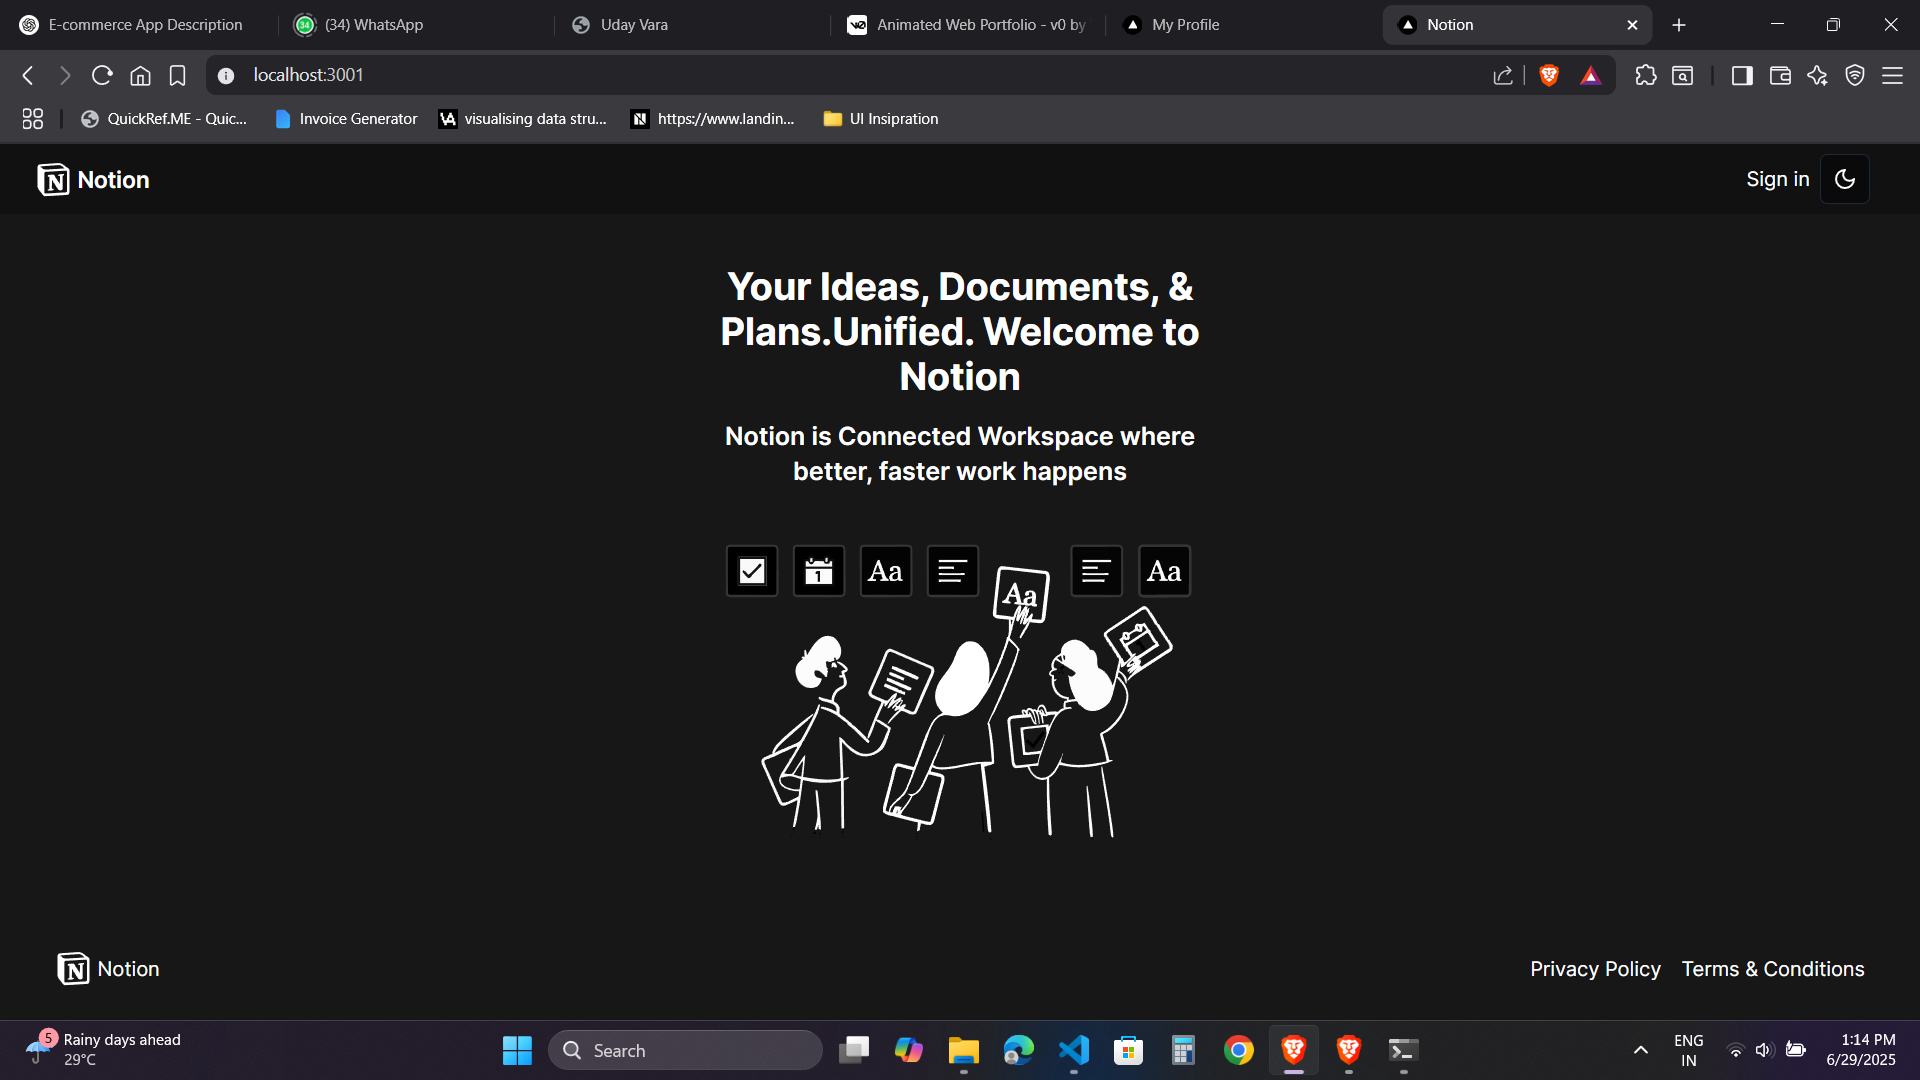 E-commerce App Description
(34) WhatsApp
Uday Vara
Animated Web Portfolio - v0 by
My Profile
Notion
localhost:3001
QuickRef.ME - Quic...
Invoice Generator
visualising data stru...
https://www.landin...
UI Insipration
Notion
Sign in
Your Ideas, Documents, &
Plans.Unified. Welcome to
Notion
Notion is Connected Workspace where
better, faster work happens
1
Aa
Aa
Aa
Notion
Privacy Policy
Terms & Conditions
5
Rainy days ahead
29°C
Search
ENG
IN
1:14 PM
6/29/2025